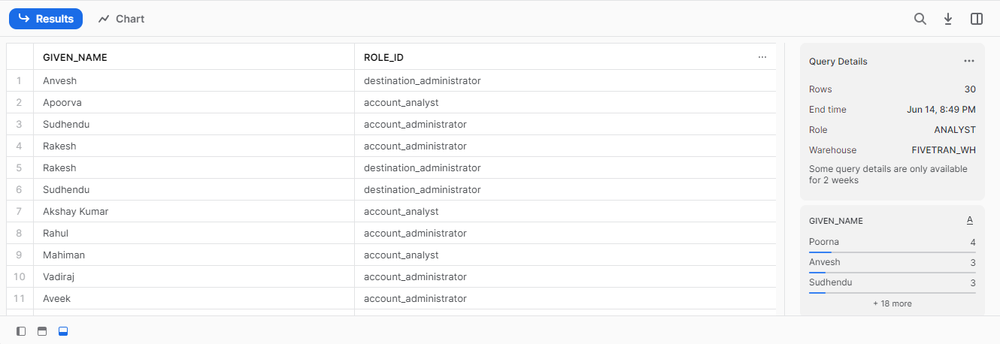 Results Chart
GIVEN_NAME ROLE_ID ...
1 Anvesh destination_administrator
2 Apoorva account_analyst
3 Sudhendu account_administrator
4 Rakesh account_administrator
5 Rakesh destination_administrator
6 Sudhendu destination_administrator
7 Akshay Kumar account_analyst
8 Rahul account_administrator
9 Mahiman account_analyst
10 Vadiraj account_administrator
11 Aveek account_administrator
Query Details ...
Rows 30
End time Jun 14, 8:49 PM
Role ANALYST
Warehouse FIVETRAN_WH
Some query details are only available
for 2 weeks
GIVEN_NAME A
Poorna 4
Anvesh 3
Sudhendu 3
+ 18 more